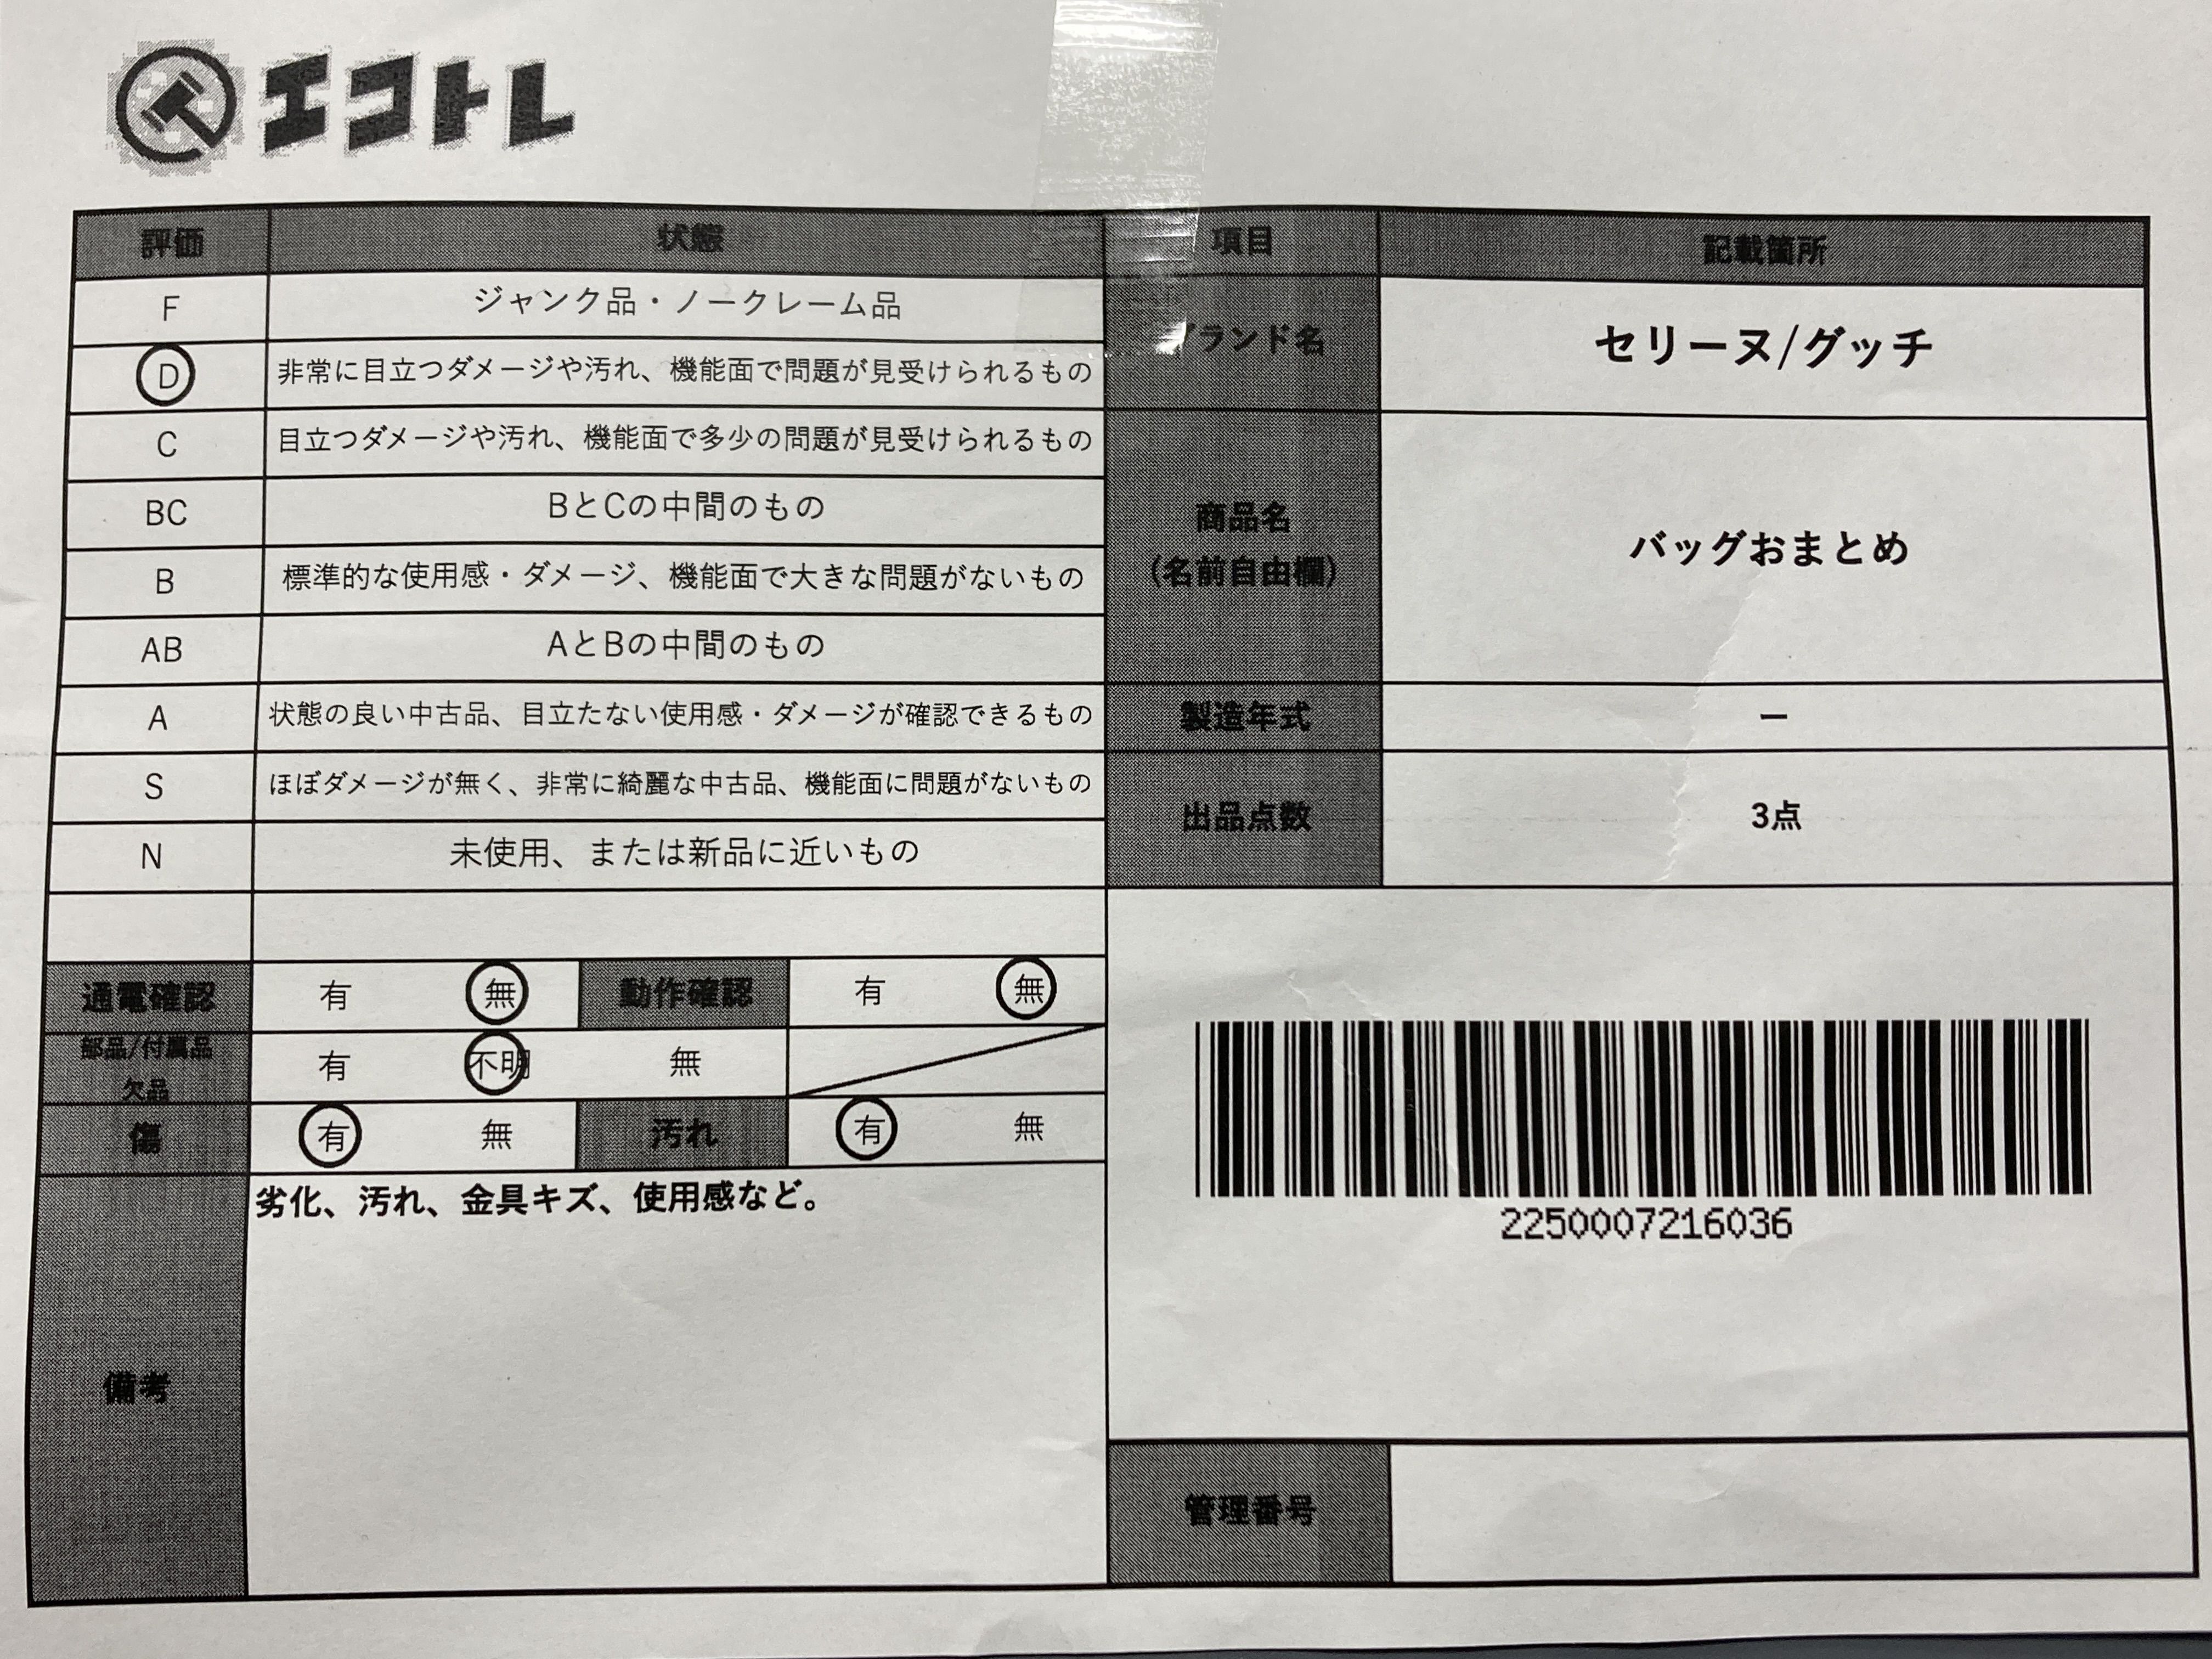 エコトレ
評価 状態 項目 記載箇所
F ジャンク品・ノークレーム品
D 非常に目立つダメージや汚れ、機能面で問題が見受けられるもの
ブランド名 セリーヌ/グッチ
C 目立つダメージや汚れ、機能面で多少の問題が見受けられるもの
BC BとCの中間のもの
商品名
(名前自由欄)
バッグおまとめ
B 標準的な使用感・ダメージ、機能面で大きな問題がないもの
AB AとBの中間のもの
A 状態の良い中古品、目立たない使用感・ダメージが確認できるもの
製造年式 ー
S ほぼダメージが無く、非常に綺麗な中古品、機能面に問題がないもの
出品点数 3点
N 未使用、または新品に近いもの
通電確認 有 無 動作確認 有 無
部品/付属品
欠品
有 不明 無
傷 有 無 汚れ 有 無
備考
劣化、汚れ、金具キズ、使用感など。
2250007216036
管理番号